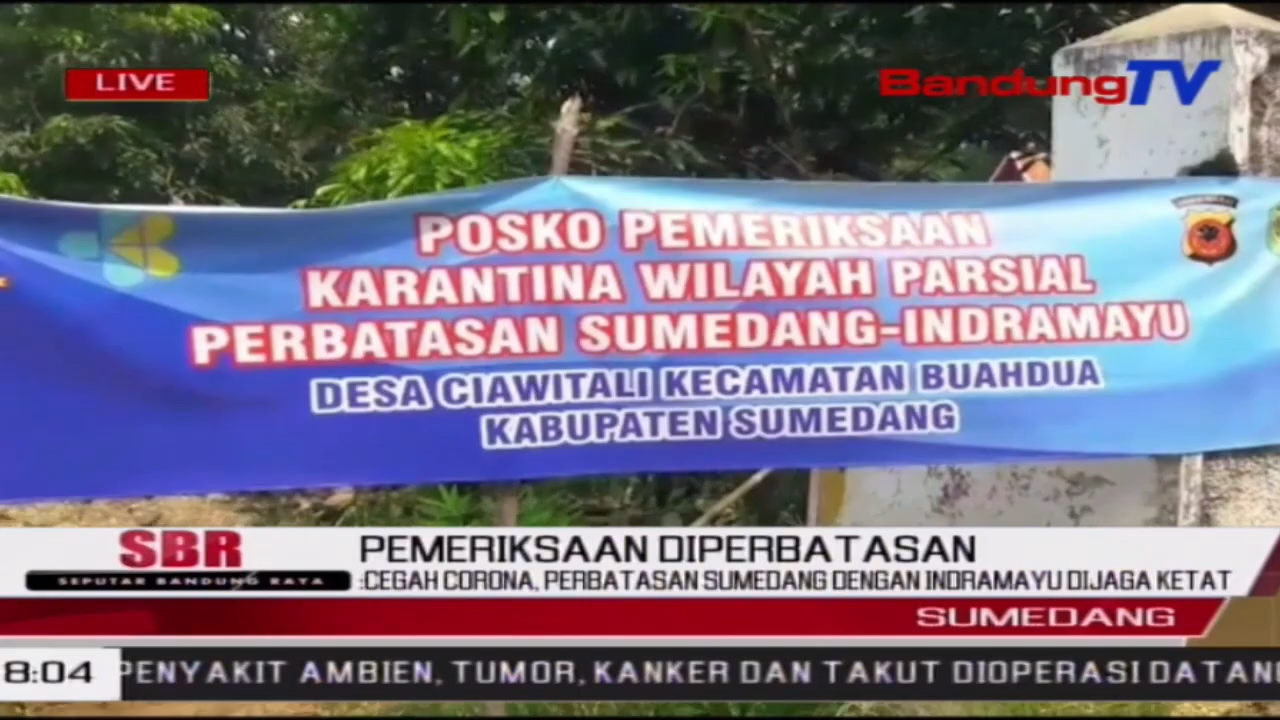 LIVE
BandungTV
POSKO PEMERIKSAAN
KARANTINA WILAYAH PARSIAL
PERBATASAN SUMEDANG-INDRAMAYU
DESA CIAWITALI KECAMATAN BUAHDUA
KABUPATEN SUMEDANG
SBR
SEPUTAR BANDUNG RAYA
PEMERIKSAAN DIPERBATASAN
:CEGAH CORONA, PERBATASAN SUMEDANG DENGAN INDRAMAYU DIJAGA KETAT
SUMEDANG
8:04
PENYAKIT AMBIEN, TUMOR, KANKER DAN TAKUT DIOPERASI DATAN